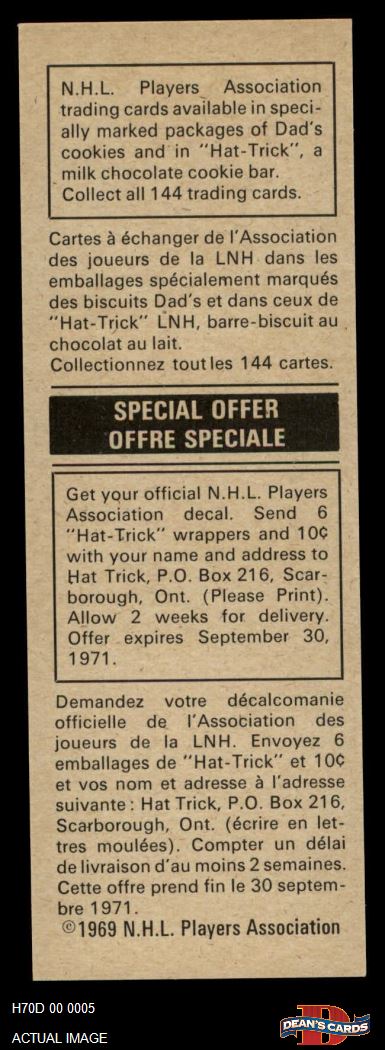 N.H.L. Players Association
trading cards available in speci-
ally marked packages of Dad's
cookies and in "Hat-Trick", a
milk chocolate cookie bar.
Collect all 144 trading cards.
Cartes à échanger de l'Association
des joueurs de la LNH dans les
emballages spécialement marqués
des biscuits Dad's et dans ceux de
"Hat-Trick" LNH, barre-biscuit au
chocolat au lait.
Collectionnez toutles 144 cartes.
SPECIAL OFFER
OFFRE SPECIALE
Get your official N.H.L. Players
Association decal. Send 6
"Hat-Trick" wrappers and 10¢
with your name and address to
Hat Trick, P.O. Box 216, Scar-
borough, Ont. (Please Print).
Allow 2 weeks for delivery.
Offer expires September 30,
1971.
Demandez votre décalcomanie
officielle de l'Association des
joueurs de la LNH. Envoyez 6
emballages de "Hat-Trick" et 10¢
et vos nom et adresse à l'adresse
suivante : Hat Trick, P.O. Box 216,
Scarborough, Ont. (écrire en let-
tres moulées). Compter un délai
de livraison d'au moins 2 semaines.
Cette offre prend fin le 30 septem-
bre 1971.
©1969 N.H.L. Players Association
H70D 00 0005
ACTUAL IMAGE
D
DEAN'S CARDS